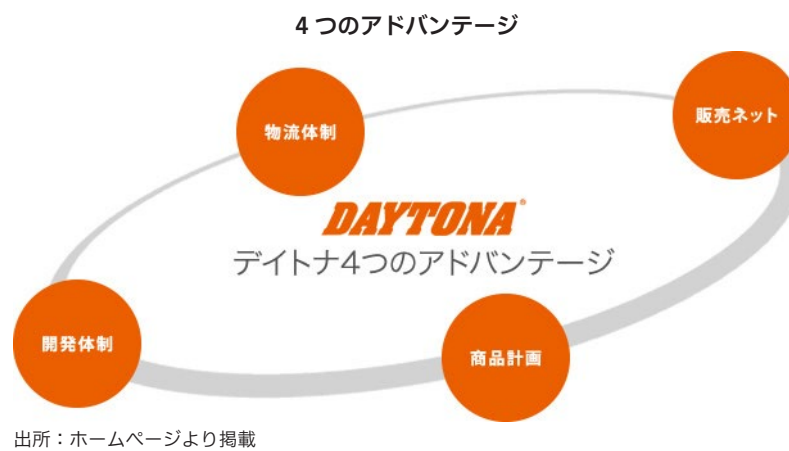 4 つのアドバンテージ
物流体制
販売ネット
DAYTONA®
デイトナ4つのアドバンテージ
開発体制
商品計画
出所：ホームページより掲載